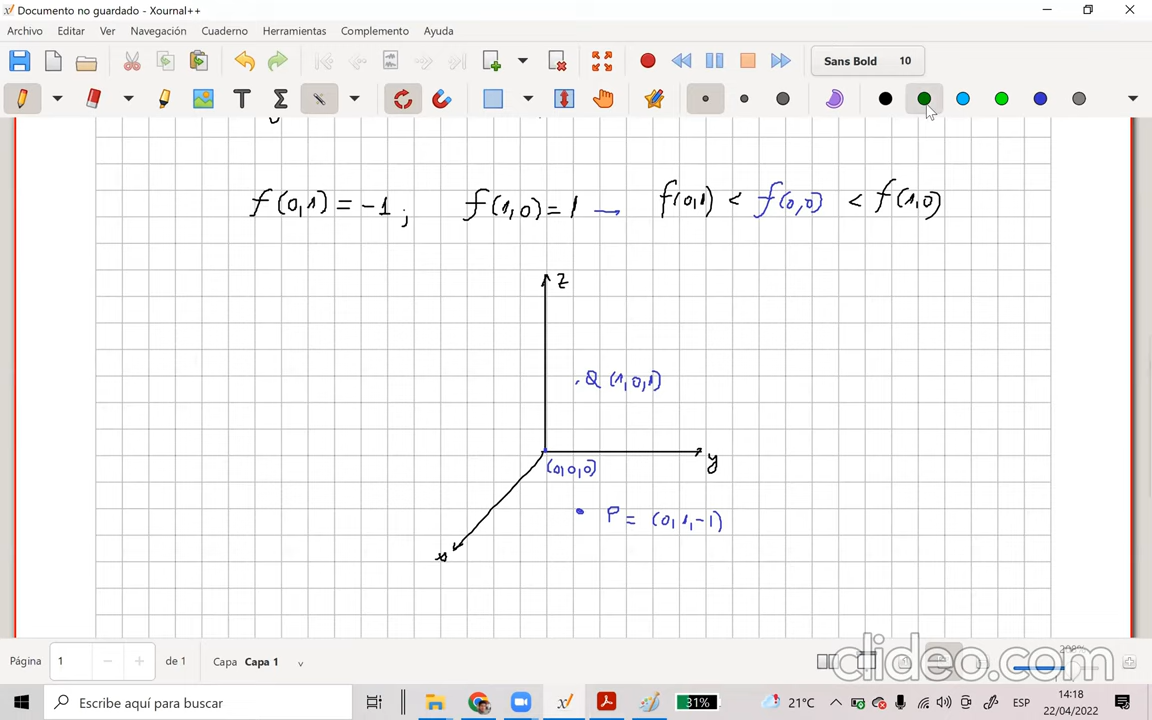 Documento no guardado - Xournal++
Archivo Editar Ver Navegación Cuaderno Herramientas Complemento Ayuda
Sans Bold 10
f(0,1) = -1 ; f(1,0) = 1 → f(0,1) < f(0,0) < f(1,0)
z
. Q (1,0,1)
y
(0,0,0)
• P = (0,1,-1)
x
clideo.com
Página 1 de 1 Capa Capa 1
Escribe aquí para buscar
31%
21°C
ESP
14:18
22/04/2022